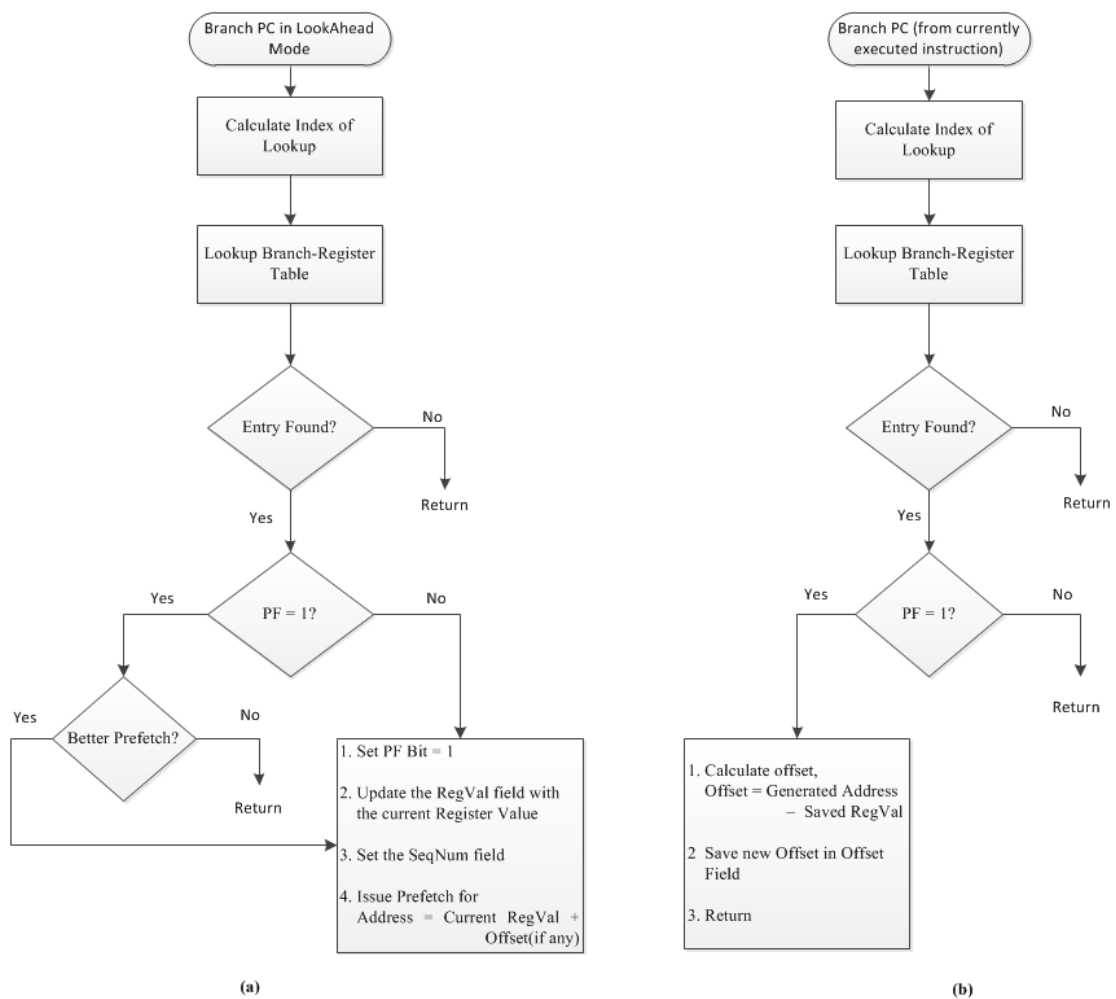 Branch PC in LookAhead
Mode
Calculate Index of
Lookup
Lookup Branch-Register
Table
Entry Found?
No
Return
Yes
PF = 1?
Yes
No
Better Prefetch?
Yes
No
Return
1. Set PF Bit = 1
2. Update the RegVal field with
the current Register Value
3. Set the SeqNum field
4. Issue Prefetch for
Address = Current RegVal +
Offset(if any)
(a)
Branch PC (from currently
executed instruction)
Calculate Index of
Lookup
Lookup Branch-Register
Table
Entry Found?
No
Return
Yes
PF = 1?
Yes
No
Return
1. Calculate offset,
Offset = Generated Address
– Saved RegVal
2 Save new Offset in Offset
Field
3. Return
(b)